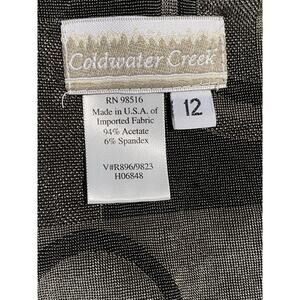 Coldwater Creek
RN 98516
Made in U.S.A. of
Imported Fabric
94% Acetate
6% Spandex
V#R896/9823
H06848
12